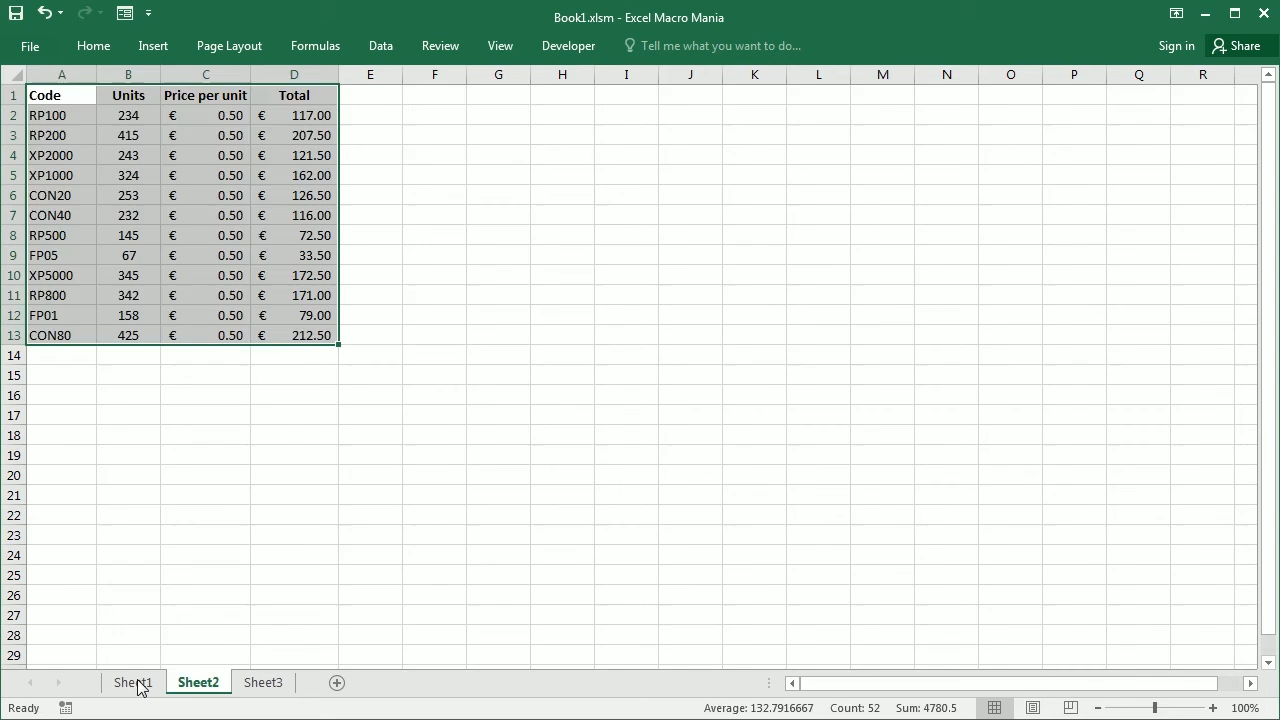 Book1.xlsm - Excel Macro Mania
File Home Insert Page Layout Formulas Data Review View Developer Tell me what you want to do... Sign in Share
A B C D E F G H I J K L M N O P Q R
1 Code Units Price per unit Total
2 RP100 234 € 0.50 € 117.00
3 RP200 415 € 0.50 € 207.50
4 XP2000 243 € 0.50 € 121.50
5 XP1000 324 € 0.50 € 162.00
6 CON20 253 € 0.50 € 126.50
7 CON40 232 € 0.50 € 116.00
8 RP500 145 € 0.50 € 72.50
9 FP05 67 € 0.50 € 33.50
10 XP5000 345 € 0.50 € 172.50
11 RP800 342 € 0.50 € 171.00
12 FP01 158 € 0.50 € 79.00
13 CON80 425 € 0.50 € 212.50
14
15
16
17
18
19
20
21
22
23
24
25
26
27
28
29
Sheet1 Sheet2 Sheet3
Ready Average: 132.7916667 Count: 52 Sum: 4780.5 100%